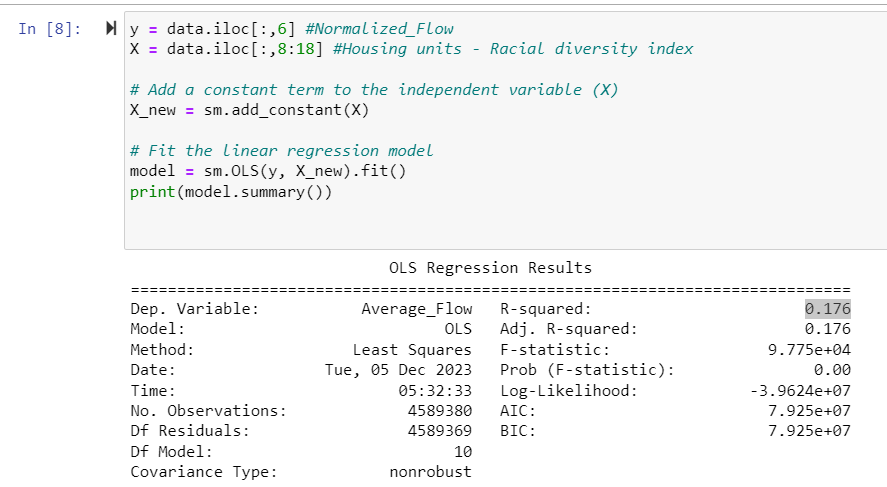 In [8]: y = data.iloc[:,6] #Normalized_Flow
X = data.iloc[:,8:18] #Housing units - Racial diversity index
# Add a constant term to the independent variable (X)
X_new = sm.add_constant(X)
# Fit the linear regression model
model = sm.OLS(y, X_new).fit()
print(model.summary())
OLS Regression Results
==============================================================================
Dep. Variable: Average_Flow R-squared: 0.176
Model: OLS Adj. R-squared: 0.176
Method: Least Squares F-statistic: 9.775e+04
Date: Tue, 05 Dec 2023 Prob (F-statistic): 0.00
Time: 05:32:33 Log-Likelihood: -3.9624e+07
No. Observations: 4589380 AIC: 7.925e+07
Df Residuals: 4589369 BIC: 7.925e+07
Df Model: 10
Covariance Type: nonrobust